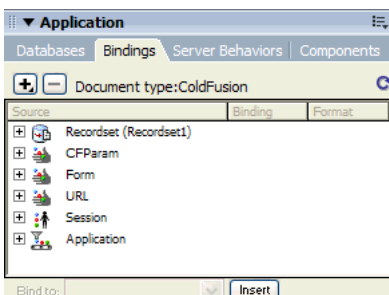 Application
Databases Bindings Server Behaviors Components
Document type:ColdFusion
Source Binding Format
Recordset (Recordset1)
CFParam
Form
URL
Session
Application
Bind to: Insert